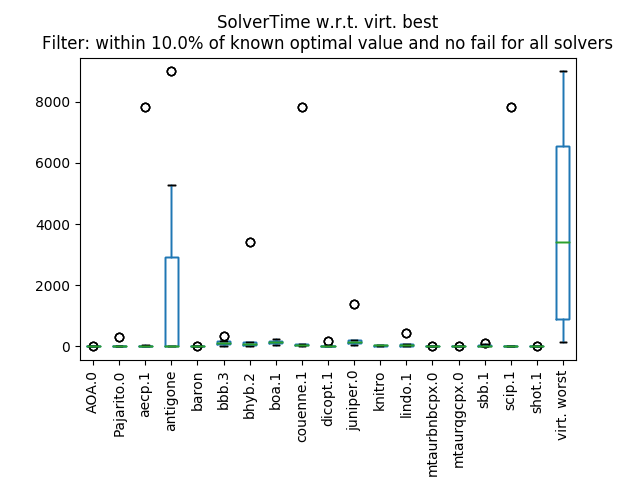 SolverTime w.r.t. virt. best
Filter: within 10.0% of known optimal value and no fail for all solvers
8000
6000
4000
2000
0
AOA.0
Pajarito.0
aecp.1
antigone
baron
bbb.3
bhyb.2
boa.1
couenne.1
dicopt.1
juniper.0
knitro
lindo.1
mtaurbnbcpx.0
mtaurqgcpx.0
sbb.1
scip.1
shot.1
virt. worst